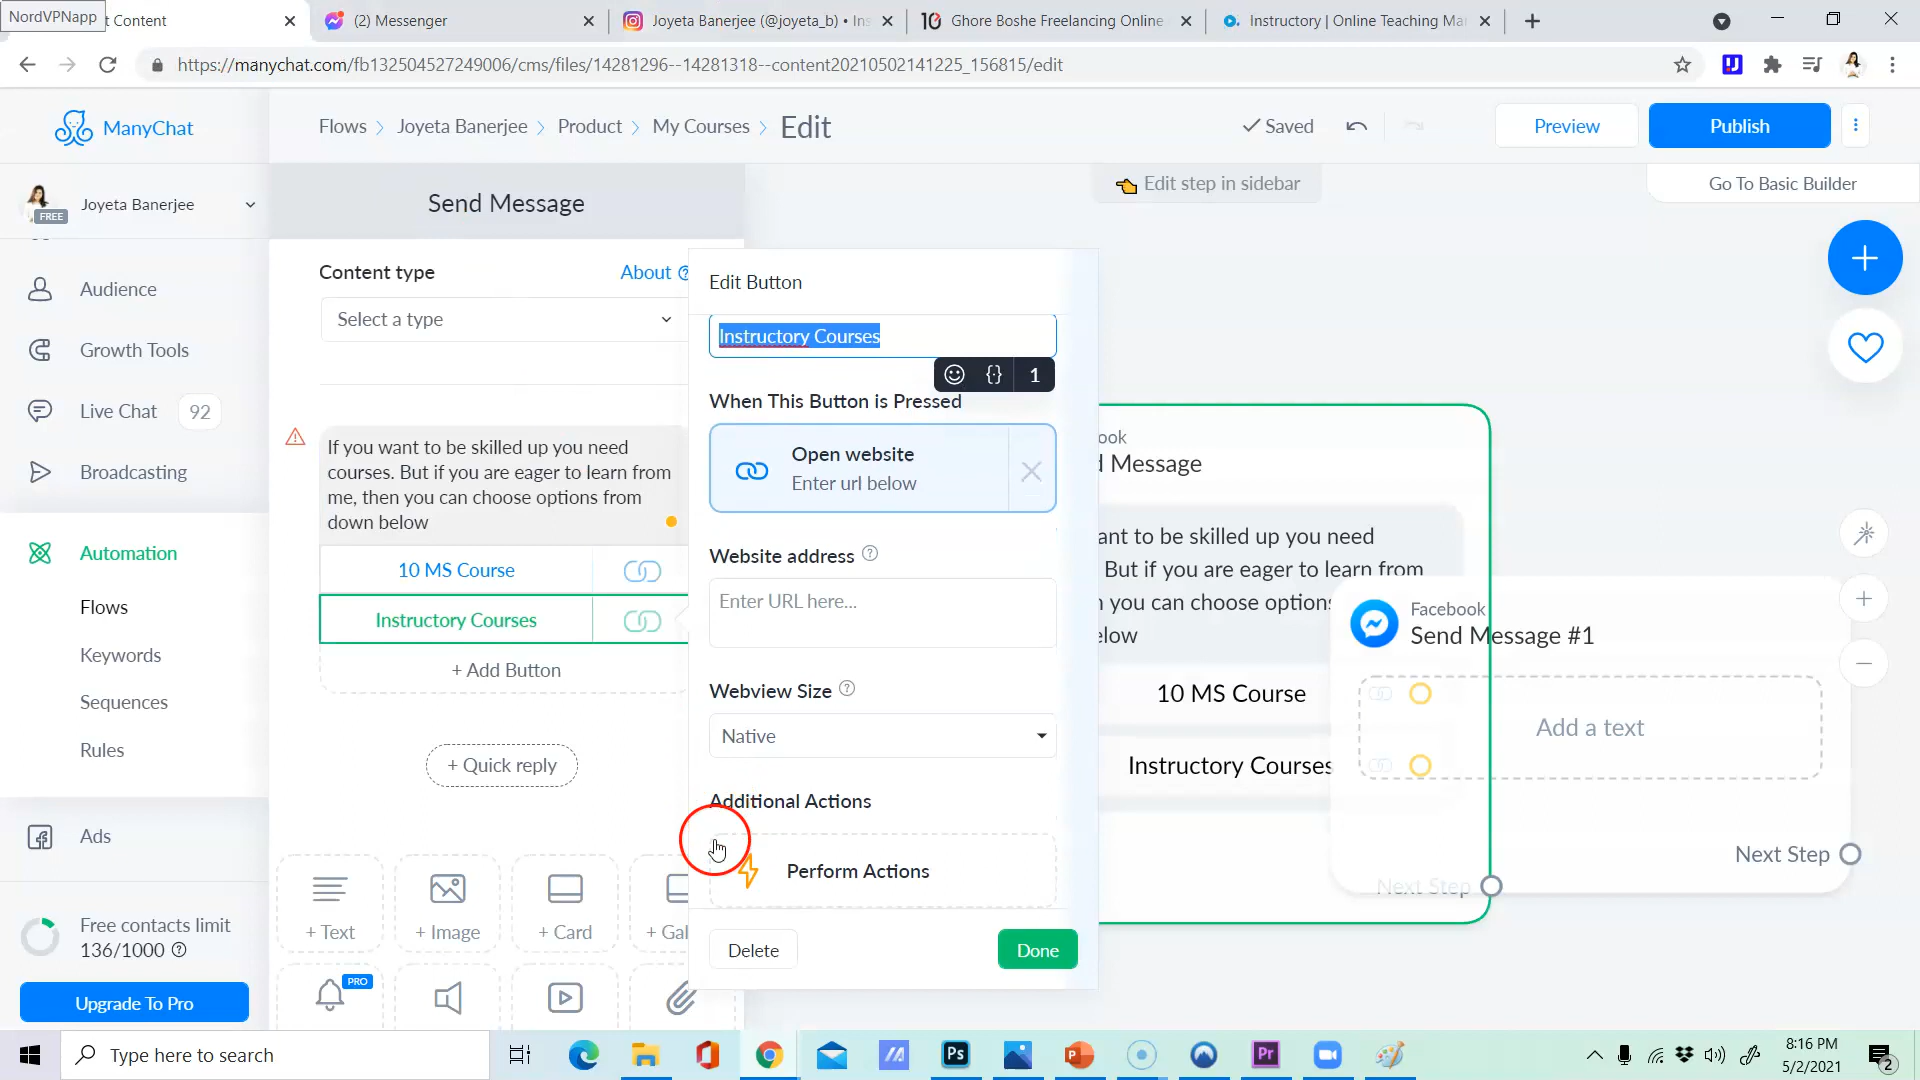 NordVPNapp
t Content
(2) Messenger
Joyeta Banerjee (@joyeta_b) • Ins
Ghore Boshe Freelancing Online
Instructory | Online Teaching Ma
https://manychat.com/fb132504527249006/cms/files/14281296--14281318--content20210502141225_156815/edit
ManyChat
Flows > Joyeta Banerjee > Product > My Courses > Edit
Saved
Preview
Publish
Joyeta Banerjee
FREE
Send Message
Edit step in sidebar
Go To Basic Builder
Audience
Growth Tools
Live Chat 92
Broadcasting
Automation
Flows
Keywords
Sequences
Rules
Ads
Free contacts limit
136/1000
Upgrade To Pro
Content type
About
Select a type
If you want to be skilled up you need
courses. But if you are eager to learn from
me, then you can choose options from
down below
10 MS Course
Instructory Courses
+ Add Button
+ Quick reply
+ Text
+ Image
+ Card
+ Gal
PRO
Edit Button
Instructory Courses
{} 1
When This Button is Pressed
Open website
Enter url below
Website address
Enter URL here...
Webview Size
Native
Additional Actions
Perform Actions
Delete
Done
ook
d Message
ant to be skilled up you need
But if you are eager to learn from
n you can choose options
elow
10 MS Course
Instructory Courses
Next Step
Facebook
Send Message #1
Add a text
Next Step
Type here to search
Ps
Pr
8:16 PM
5/2/2021
2